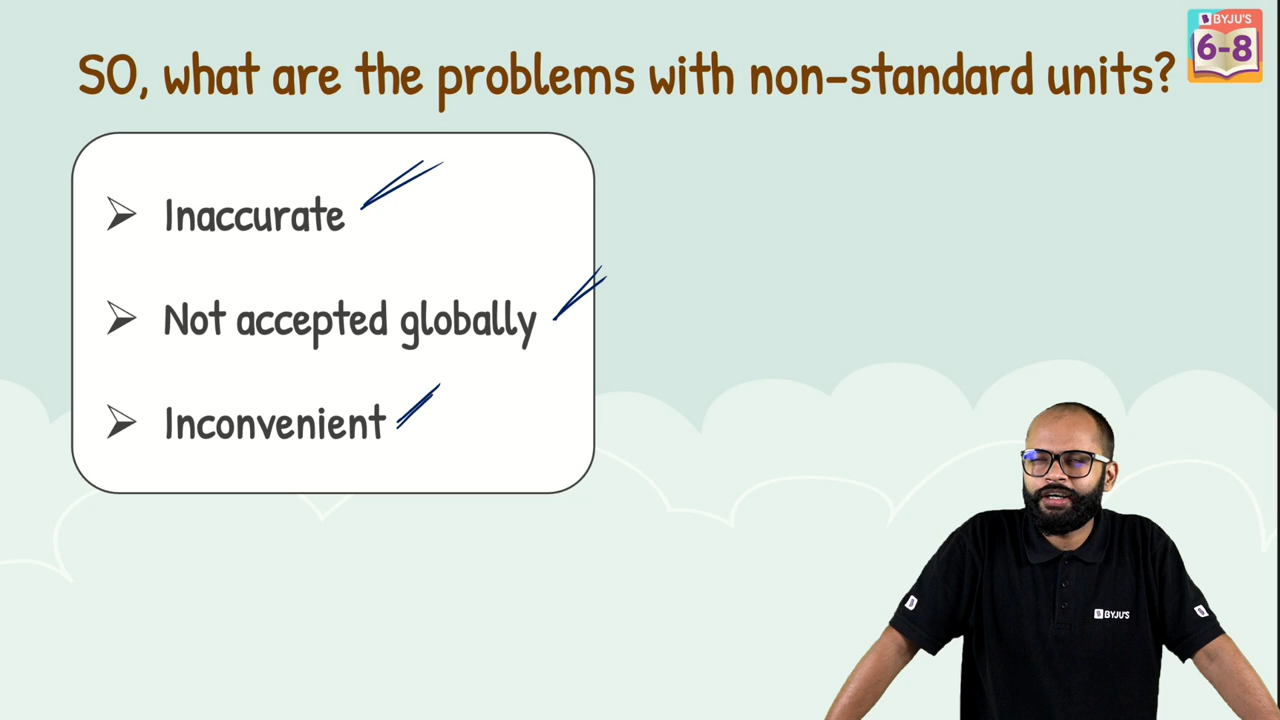 BYJU'S
6-8
SO, what are the problems with non-standard units?
Inaccurate
Not accepted globally
Inconvenient
BYJU'S